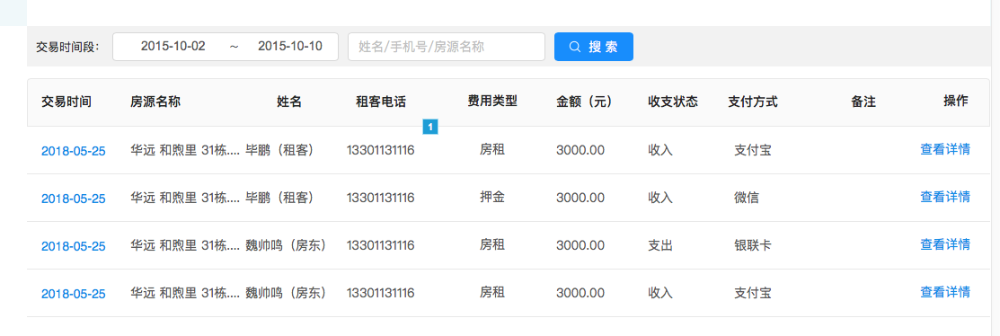 交易时间段： 2015-10-02 ~ 2015-10-10 姓名/手机号/房源名称 搜 索
交易时间 房源名称 姓名 租客电话 费用类型 金额（元） 收支状态 支付方式 备注 操作
1
2018-05-25 华远 和煦里 31栋.... 毕鹏（租客） 13301131116 房租 3000.00 收入 支付宝 查看详情
2018-05-25 华远 和煦里 31栋.... 毕鹏（租客） 13301131116 押金 3000.00 收入 微信 查看详情
2018-05-25 华远 和煦里 31栋.... 魏帅鸣（房东） 13301131116 房租 3000.00 支出 银联卡 查看详情
2018-05-25 华远 和煦里 31栋.... 魏帅鸣（房东） 13301131116 房租 3000.00 收入 支付宝 查看详情